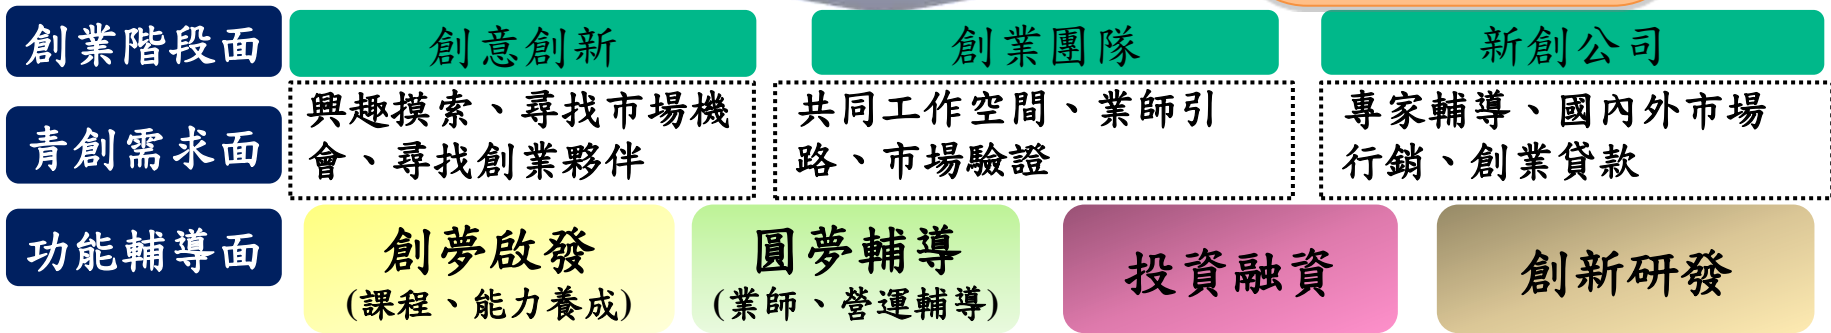 創業階段面
創意創新
創業團隊
新創公司
青創需求面
興趣摸索、尋找市場機
會、尋找創業夥伴
共同工作空間、業師引
路、市場驗證
專家輔導、國內外市場
行銷、創業貸款
功能輔導面
創夢啟發
(課程、能力養成)
圓夢輔導
(業師、營運輔導)
投資融資
創新研發